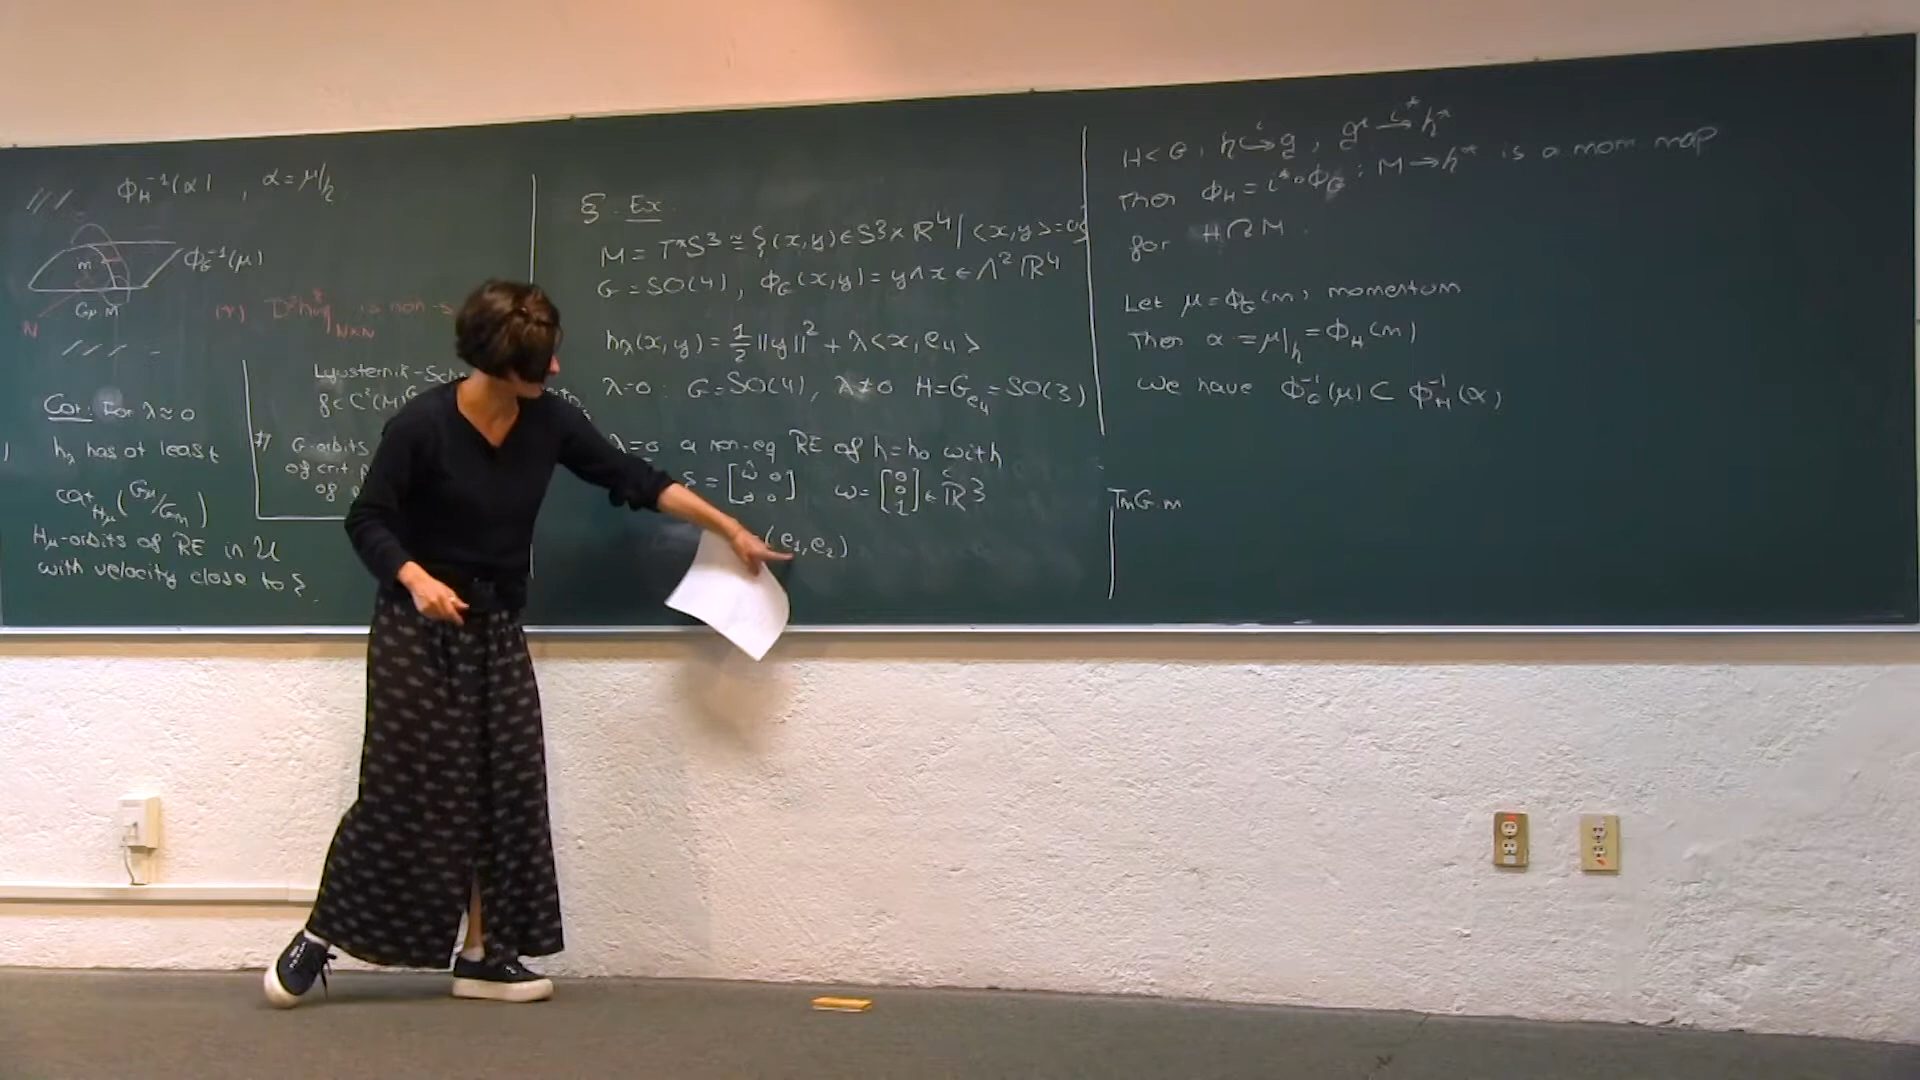 Φ_H^{-1}(α) , α = μ|_h
m
Φ_G^{-1}(μ)
G_μ m
N
(*) D²h is non-
N×N
Cor: For λ≈0
h_λ has at least
cat_{H_μ}(G_μ/G_m)
H_μ-orbits of RE in U
with velocity close to ξ.
Lyusternik-Sch
f ∈ C²(M)
# G-orbits
of crit p
of
§. Ex.
M = T*S³ ≅ {(x,y) ∈ S³×R⁴ | <x,y>=0}
G = SO(4), Φ_G(x,y) = y∧x ∈ Λ²R⁴
h_λ(x,y) = ½||y||² + λ<x,e₄>
λ=0 : G=SO(4), λ≠0 H=G_{e₄}=SO(3)
λ=0 a non-eq RE of h=h₀ with
ξ = [ω̂ 0; 0 0] ω = [0; 0; 1] ∈ R³
(e₁,e₂)
H<G, h ↪^i g, g* →^{i*} h*
Then Φ_H = i*∘Φ_G : M→h* is a mom map
for H↷M.
Let μ = Φ_G(m) momentum
Then α := μ|_h = Φ_H(m)
We have Φ_G^{-1}(μ) ⊂ Φ_H^{-1}(α),
T_m G.m